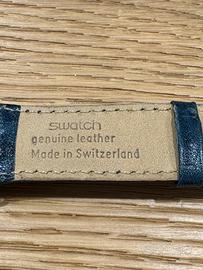 swatch
genuine leather
Made in Switzerland